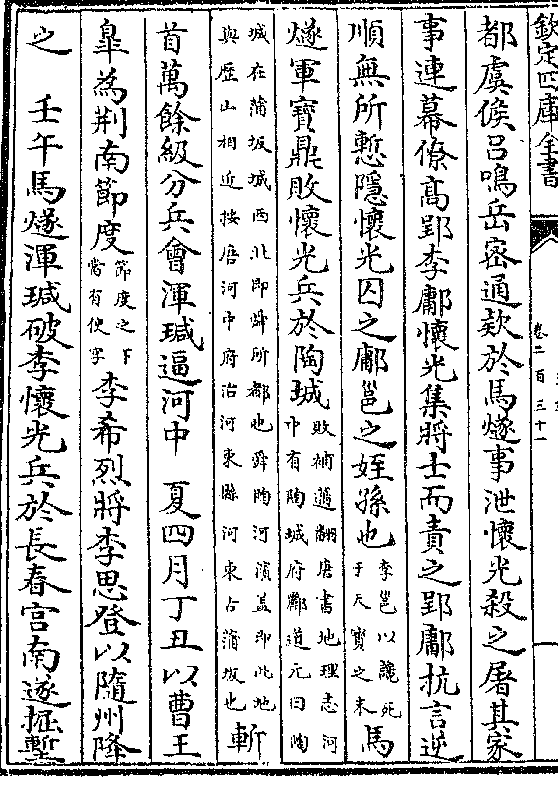 欽定四庫全書
卷二百三十一
都虞候呂鳴岳密通欵於馬燧事泄懷光殺之屠其家
事連幕僚髙郢李鄘懷光集將士而責之郢鄘抗言逆
順無所慙隱懷光囚之鄘邕之姪孫也
李邕以讒死
于天寶之末
馬
燧軍寶鼎敗懷光兵於陶城
敗補邁翻唐書地理志河
中有陶城府酈道元曰陶
城在蒲坂城西北即舜所都也舜陶河濱盖即此地
與歴山相近按唐河中府治河東縣河東占蒲坂也
斬
首萬餘級分兵會渾瑊逼河中　夏四月丁丑以曹王
臯為荆南節度
節度之下
當有使字
李希烈將李思登以隨州降
之　壬午馬燧渾瑊破李懷光兵於長春宫南遂掘塹